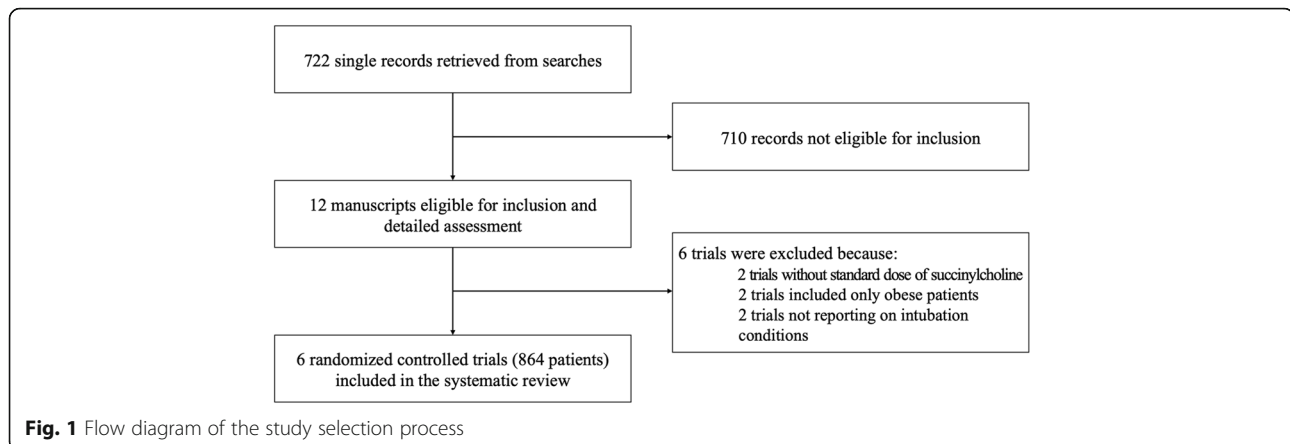 722 single records retrieved from searches
710 records not eligible for inclusion
12 manuscripts eligible for inclusion and
detailed assessment
6 trials were excluded because:
2 trials without standard dose of succinylcholine
2 trials included only obese patients
2 trials not reporting on intubation
conditions
6 randomized controlled trials (864 patients)
included in the systematic review
Fig. 1 Flow diagram of the study selection process